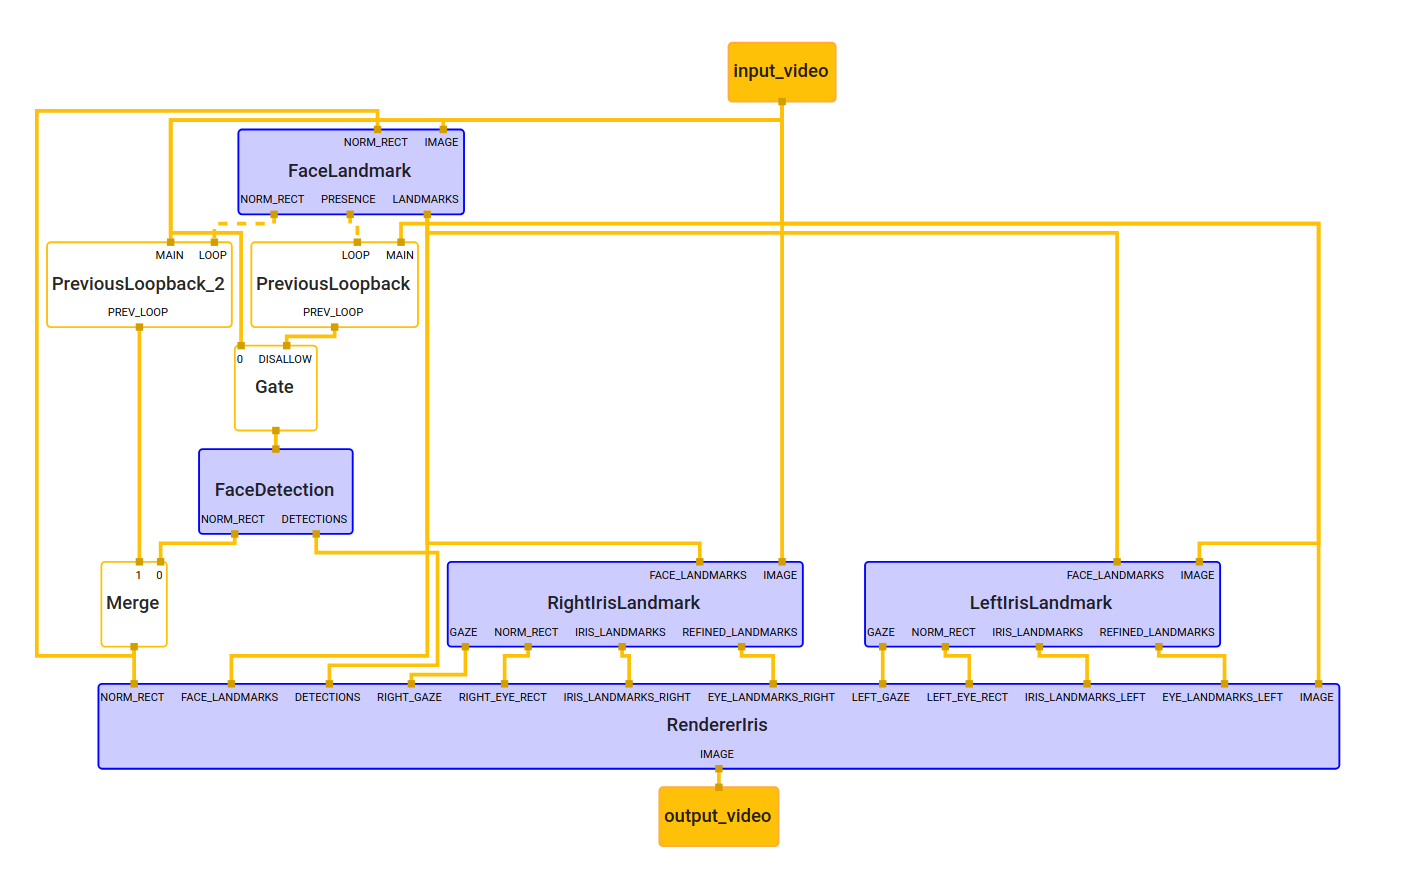 input_video
NORM_RECT IMAGE
FaceLandmark
NORM_RECT PRESENCE LANDMARKS
MAIN LOOP
PreviousLoopback_2
PREV_LOOP
LOOP MAIN
PreviousLoopback
PREV_LOOP
0 DISALLOW
Gate
FaceDetection
NORM_RECT DETECTIONS
1 0
Merge
FACE_LANDMARKS IMAGE
RightIrisLandmark
GAZE NORM_RECT IRIS_LANDMARKS REFINED_LANDMARKS
FACE_LANDMARKS IMAGE
LeftIrisLandmark
GAZE NORM_RECT IRIS_LANDMARKS REFINED_LANDMARKS
NORM_RECT FACE_LANDMARKS DETECTIONS RIGHT_GAZE RIGHT_EYE_RECT IRIS_LANDMARKS_RIGHT EYE_LANDMARKS_RIGHT LEFT_GAZE LEFT_EYE_RECT IRIS_LANDMARKS_LEFT EYE_LANDMARKS_LEFT IMAGE
RendererIris
IMAGE
output_video